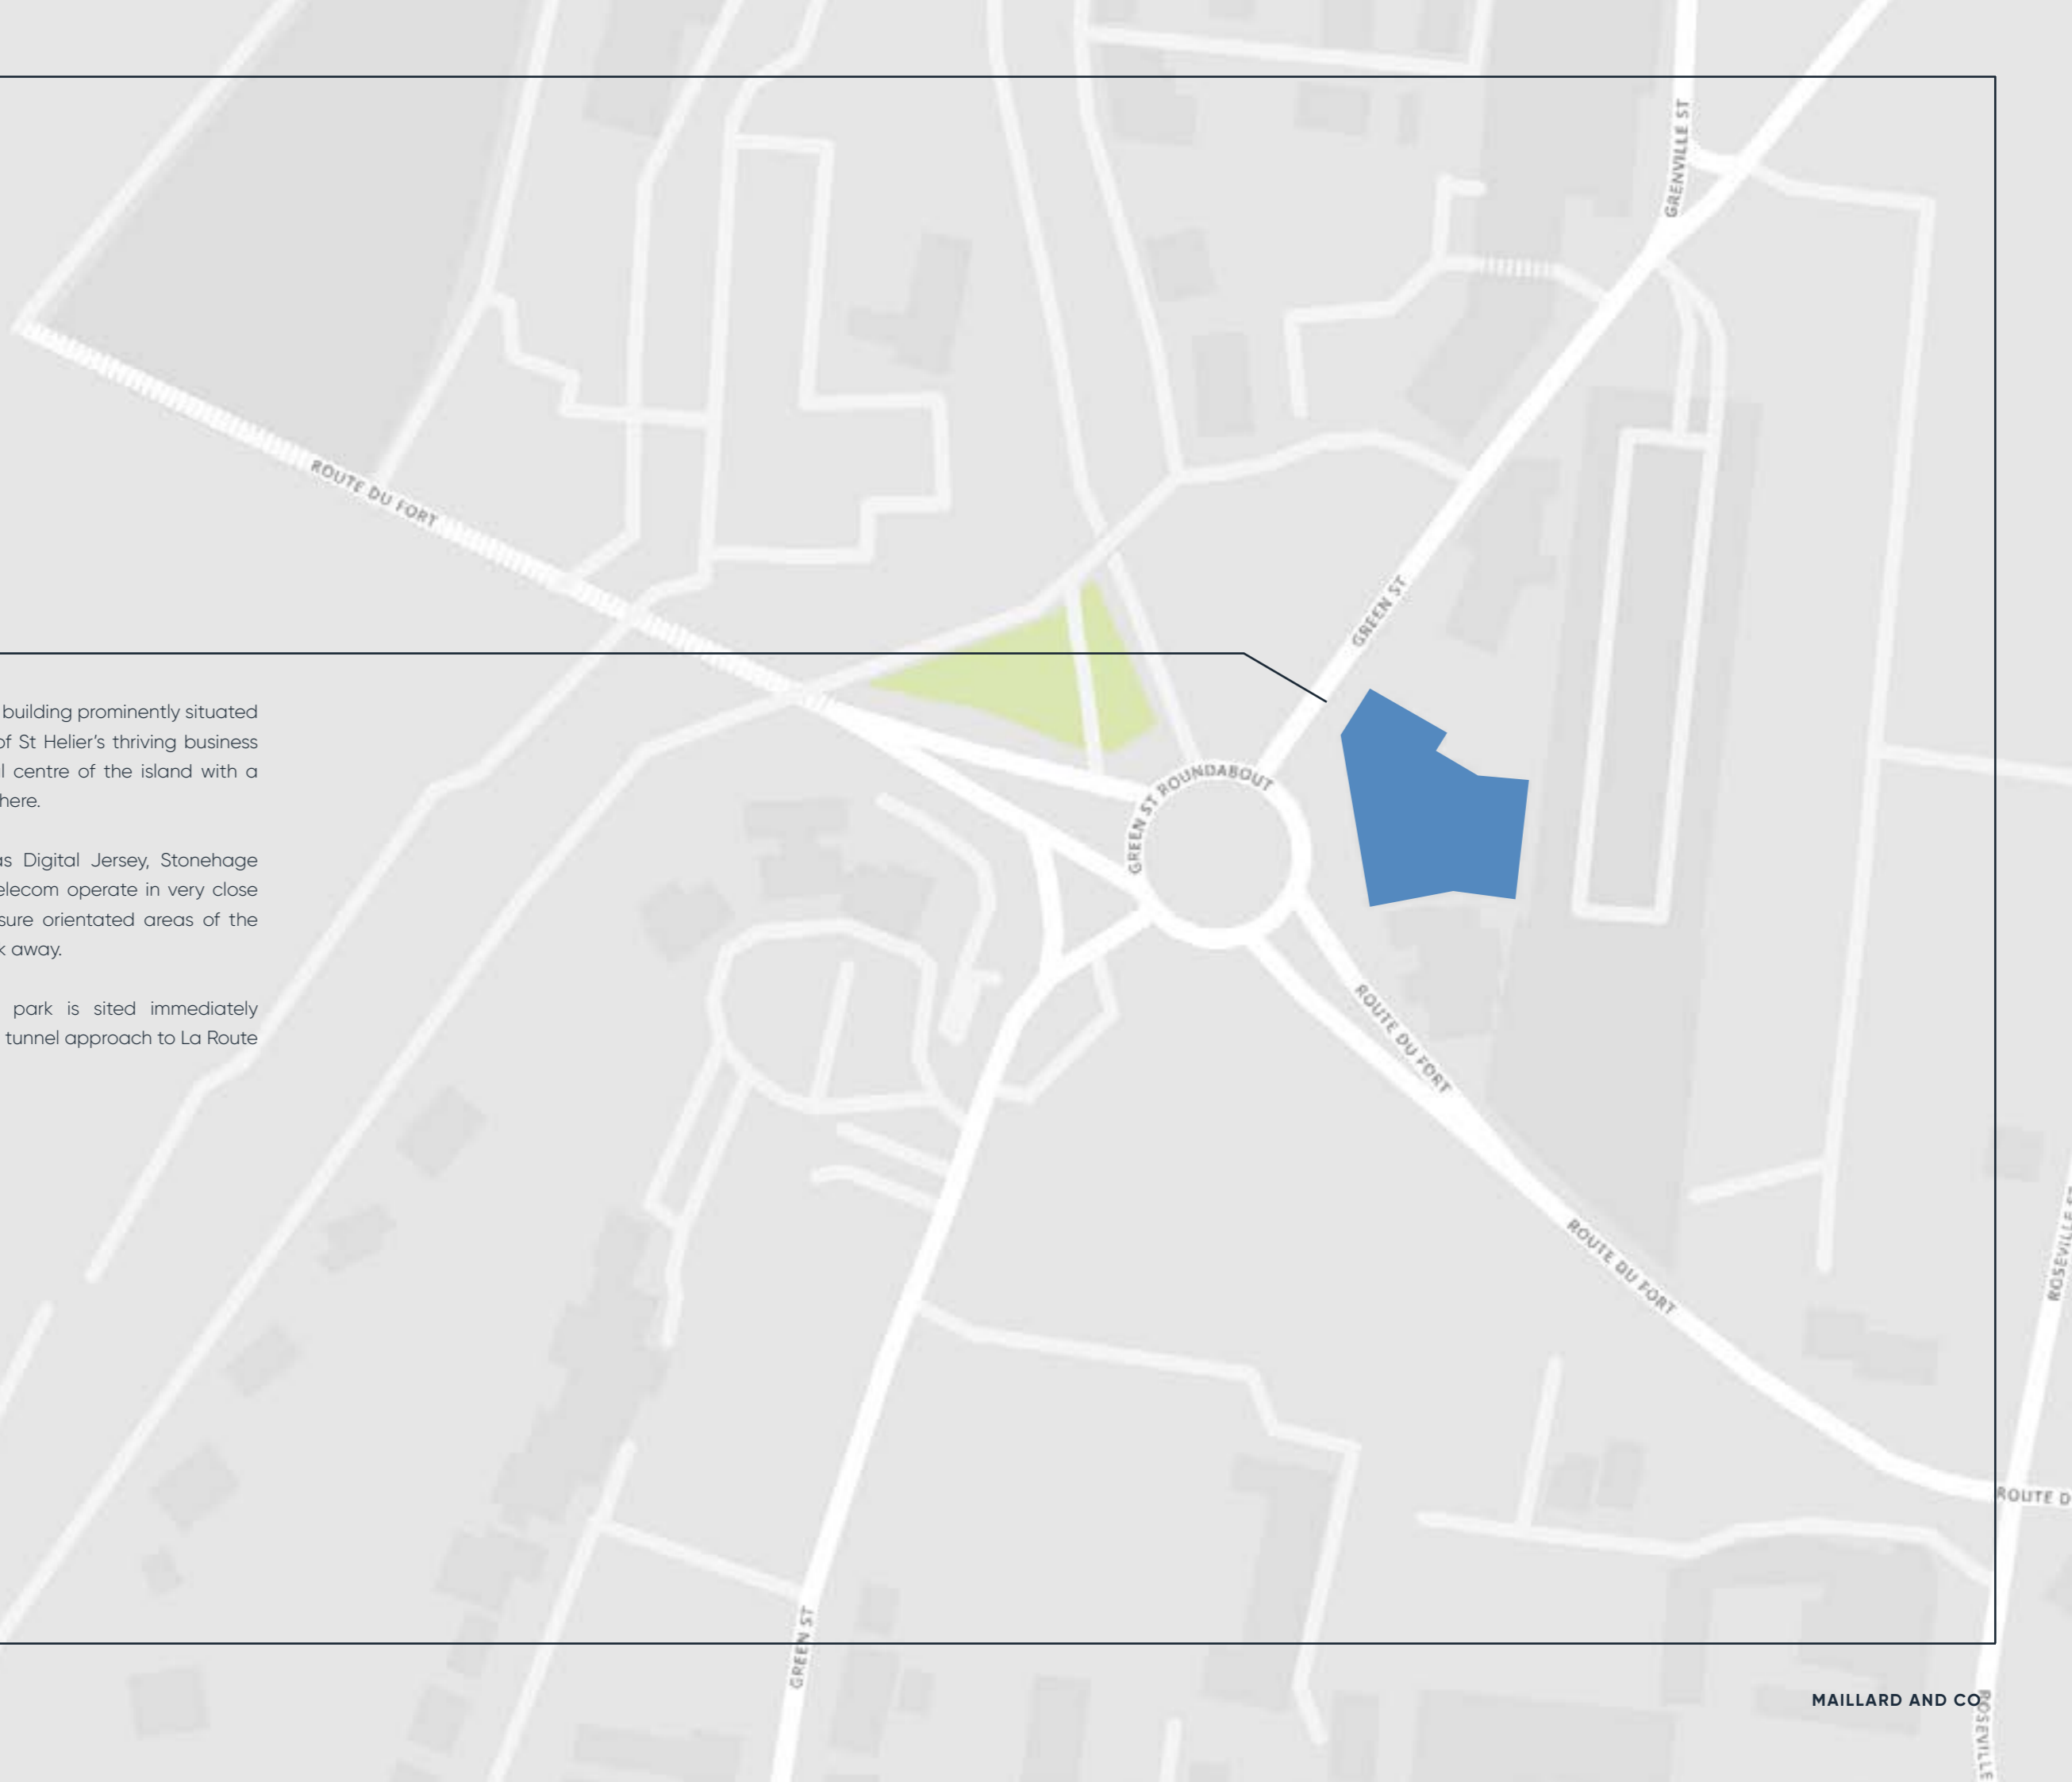 GRENVILLE ST
ROUTE DU FORT
GREEN ST
building prominently situated
of St Helier's thriving business
centre of the island with a
here.
GREEN ST ROUNDABOUT
as Digital Jersey, Stonehage
elecom operate in very close
sure orientated areas of the
k away.
park is sited immediately
tunnel approach to La Route
ROUTE DU FORT
ROUTE DU FORT
ROSEVILLE
ROUTE D
GREEN ST
MAILLARD AND CO
ROSEVILLE